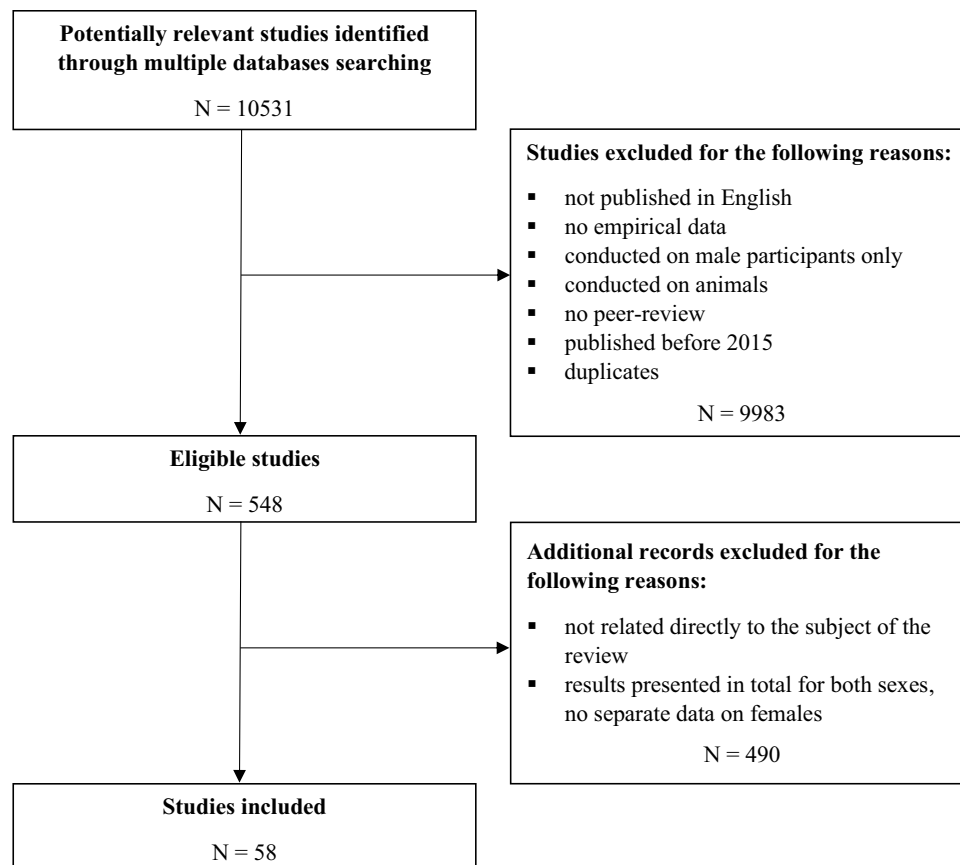 Potentially relevant studies identified
through multiple databases searching
N = 10531
Studies excluded for the following reasons:
▪ not published in English
▪ no empirical data
▪ conducted on male participants only
▪ conducted on animals
▪ no peer-review
▪ published before 2015
▪ duplicates
N = 9983
Eligible studies
N = 548
Additional records excluded for the
following reasons:
▪ not related directly to the subject of the
review
▪ results presented in total for both sexes,
no separate data on females
N = 490
Studies included
N = 58